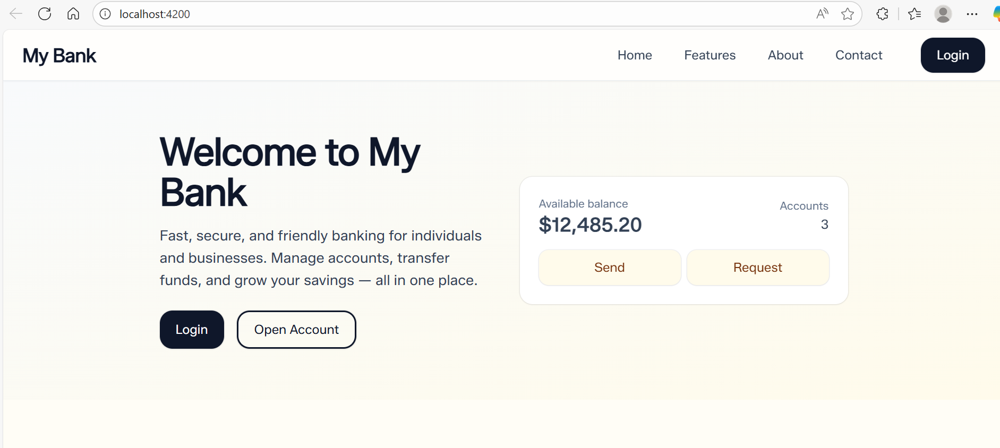 localhost:4200
My Bank
Home
Features
About
Contact
Login
Welcome to My
Bank
Fast, secure, and friendly banking for individuals
and businesses. Manage accounts, transfer
funds, and grow your savings — all in one place.
Login
Open Account
Available balance
$12,485.20
Accounts
3
Send
Request